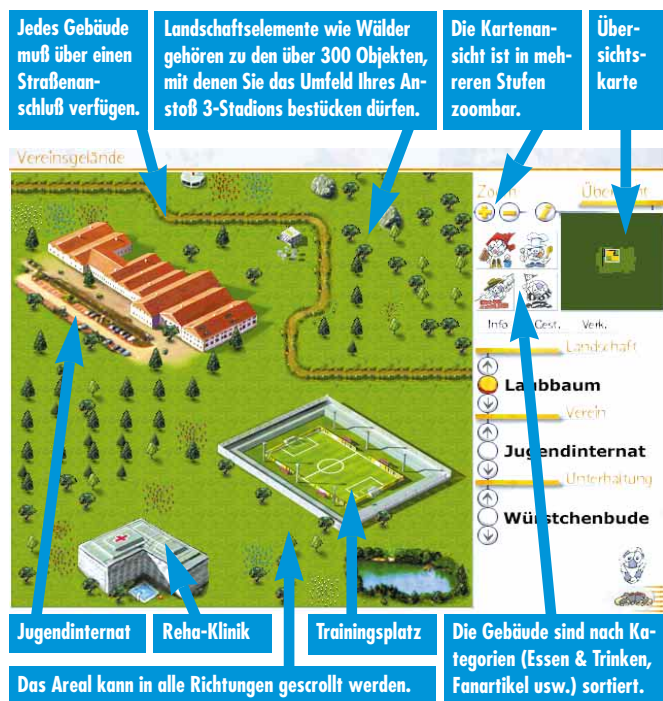 Jedes Gebäude
muß über einen
Straßenan-
schluß verfügen.
Landschaftselemente wie Wälder
gehören zu den über 300 Objekten,
mit denen Sie das Umfeld Ihres An-
stoß 3-Stadions bestücken dürfen.
Die Kartenan-
sicht ist in meh-
reren Stufen
zoombar.
Über-
sichts-
karte
Vereinsgelände
Zoom
Info
Gest.
Verk.
Landschaft
Laubbaum
Verein
Jugendinternat
Unterhaltung
Würstchenbude
Jugendinternat
Reha-Klinik
Trainingsplatz
Die Gebäude sind nach Ka-
tegorien (Essen & Trinken,
Fanartikel usw.) sortiert.
Das Areal kann in alle Richtungen gescrollt werden.